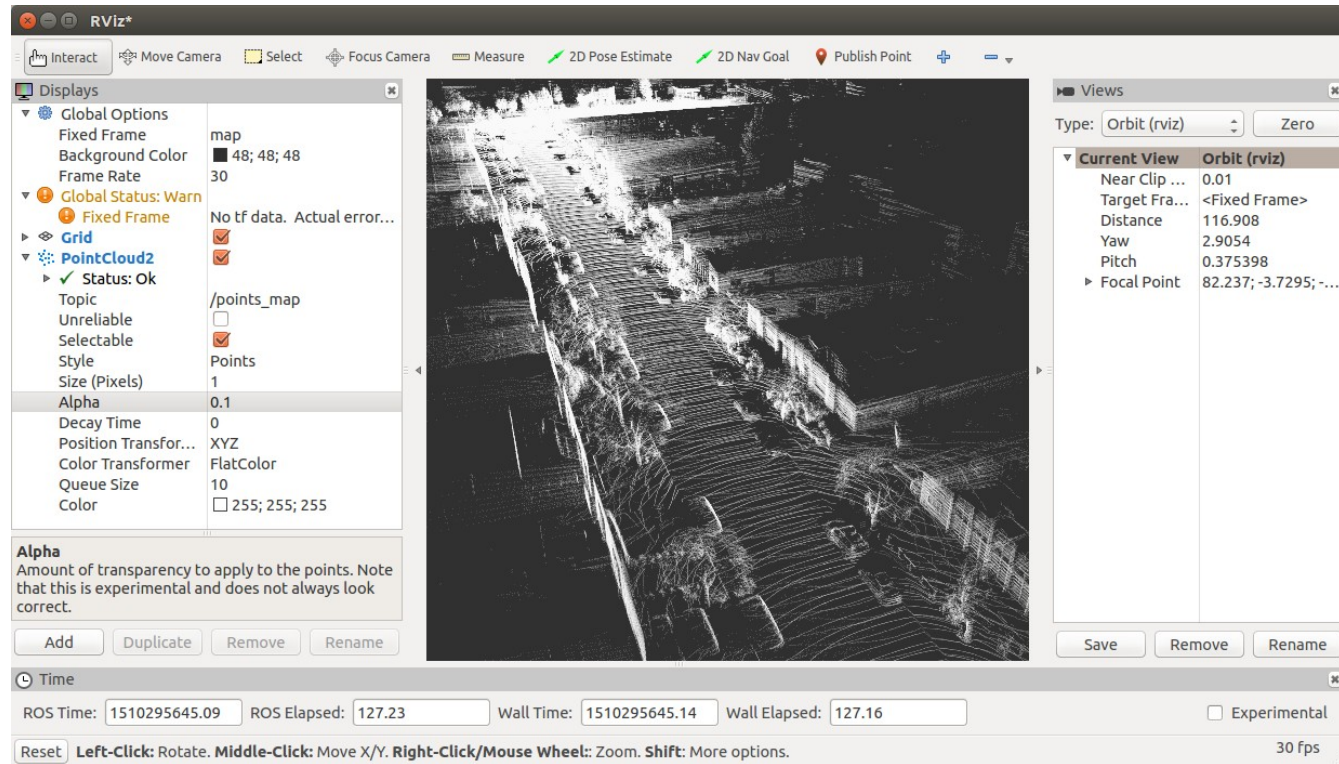 RViz*
Interact Move Camera Select Focus Camera Measure 2D Pose Estimate 2D Nav Goal Publish Point
Displays
Global Options
Fixed Frame map
Background Color 48; 48; 48
Frame Rate 30
Global Status: Warn
Fixed Frame No tf data. Actual error...
Grid
PointCloud2
Status: Ok
Topic /points_map
Unreliable
Selectable
Style Points
Size (Pixels) 1
Alpha 0.1
Decay Time 0
Position Transfor... XYZ
Color Transformer FlatColor
Queue Size 10
Color 255; 255; 255
Alpha
Amount of transparency to apply to the points. Note
that this is experimental and does not always look
correct.
Add Duplicate Remove Rename
Views
Type: Orbit (rviz) Zero
Current View Orbit (rviz)
Near Clip ... 0.01
Target Fra... <Fixed Frame>
Distance 116.908
Yaw 2.9054
Pitch 0.375398
Focal Point 82.237; -3.7295; -...
Save Remove Rename
Time
ROS Time: 1510295645.09 ROS Elapsed: 127.23 Wall Time: 1510295645.14 Wall Elapsed: 127.16 Experimental
Reset Left-Click: Rotate. Middle-Click: Move X/Y. Right-Click/Mouse Wheel:: Zoom. Shift: More options. 30 fps